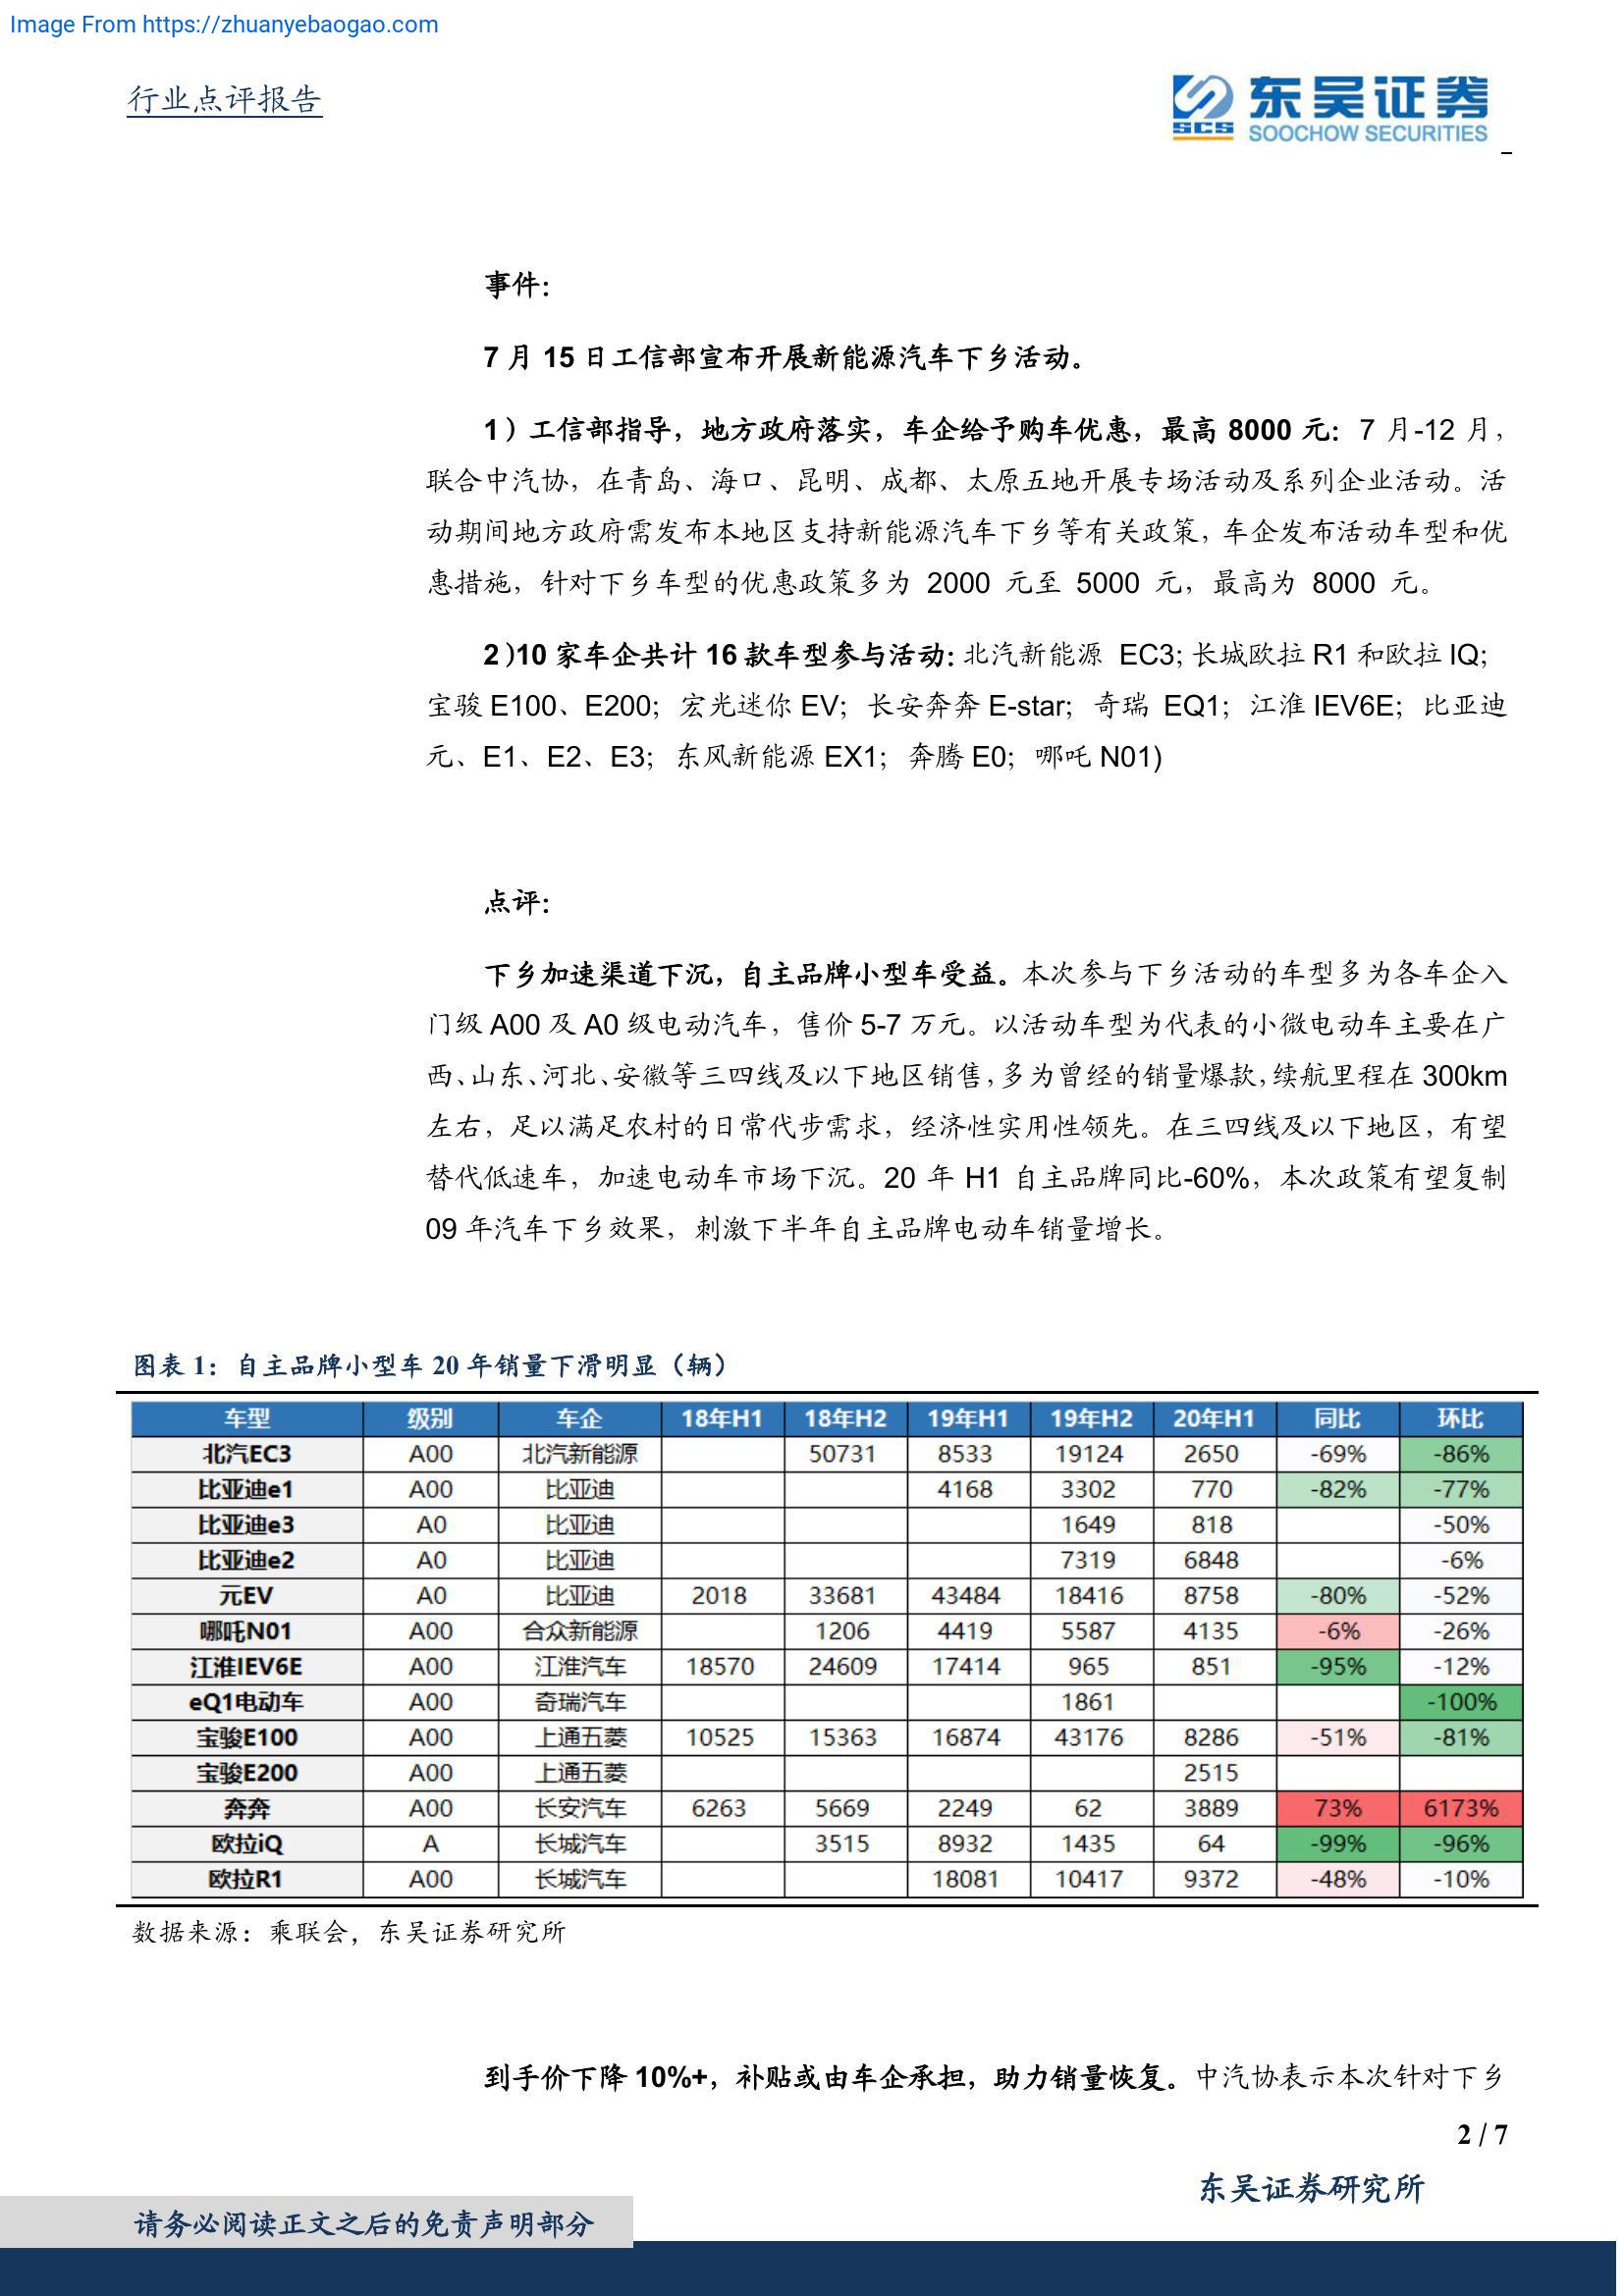 Image From https://zhuanyebaogao.com
行业点评报告
东吴证券
SCS SOOCHOW SECURITIES
事件：
7 月 15 日工信部宣布开展新能源汽车下乡活动。
1）工信部指导，地方政府落实，车企给予购车优惠，最高 8000 元：7 月-12 月，
联合中汽协，在青岛、海口、昆明、成都、太原五地开展专场活动及系列企业活动。活
动期间地方政府需发布本地区支持新能源汽车下乡等有关政策，车企发布活动车型和优
惠措施，针对下乡车型的优惠政策多为 2000 元至 5000 元，最高为 8000 元。
2)10 家车企共计 16 款车型参与活动：北汽新能源 EC3；长城欧拉 R1 和欧拉 IQ；
宝骏 E100、E200；宏光迷你 EV；长安奔奔 E-star；奇瑞 EQ1；江淮 IEV6E；比亚迪
元、E1、E2、E3；东风新能源 EX1；奔腾 E0；哪吒 N01)
点评：
下乡加速渠道下沉，自主品牌小型车受益。本次参与下乡活动的车型多为各车企入
门级 A00 及 A0 级电动汽车，售价 5-7 万元。以活动车型为代表的小微电动车主要在广
西、山东、河北、安徽等三四线及以下地区销售，多为曾经的销量爆款，续航里程在 300km
左右，足以满足农村的日常代步需求，经济性实用性领先。在三四线及以下地区，有望
替代低速车，加速电动车市场下沉。20 年 H1 自主品牌同比-60%，本次政策有望复制
09 年汽车下乡效果，刺激下半年自主品牌电动车销量增长。
图表 1：自主品牌小型车 20 年销量下滑明显（辆）
车型 级别 车企 18年H1 18年H2 19年H1 19年H2 20年H1 同比 环比
北汽EC3 A00 北汽新能源 50731 8533 19124 2650 -69% -86%
比亚迪e1 A00 比亚迪 4168 3302 770 -82% -77%
比亚迪e3 A0 比亚迪 1649 818 -50%
比亚迪e2 A0 比亚迪 7319 6848 -6%
元EV A0 比亚迪 2018 33681 43484 18416 8758 -80% -52%
哪吒N01 A00 合众新能源 1206 4419 5587 4135 -6% -26%
江淮IEV6E A00 江淮汽车 18570 24609 17414 965 851 -95% -12%
eQ1电动车 A00 奇瑞汽车 1861 -100%
宝骏E100 A00 上通五菱 10525 15363 16874 43176 8286 -51% -81%
宝骏E200 A00 上通五菱 2515
奔奔 A00 长安汽车 6263 5669 2249 62 3889 73% 6173%
欧拉iQ A 长城汽车 3515 8932 1435 64 -99% -96%
欧拉R1 A00 长城汽车 18081 10417 9372 -48% -10%
数据来源：乘联会，东吴证券研究所
到手价下降 10%+，补贴或由车企承担，助力销量恢复。中汽协表示本次针对下乡
2 / 7
东吴证券研究所
请务必阅读正文之后的免责声明部分